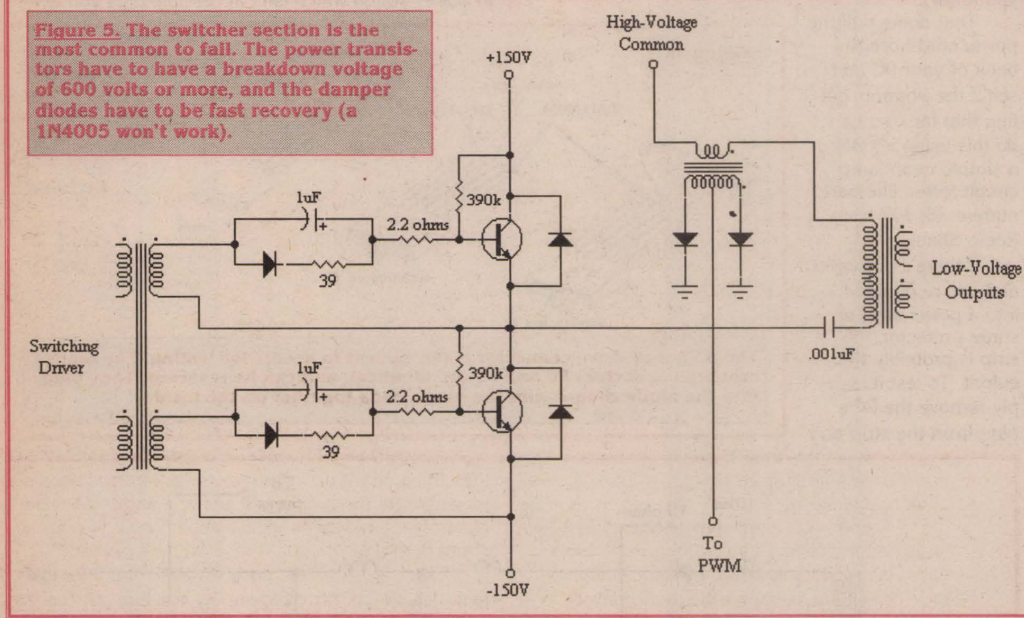 Figure 5. The switcher section is the
most common to fail. The power transis-
tors have to have a breakdown voltage
of 600 volts or more, and the damper
diodes have to be fast recovery (a
1N4005 won't work).
High-Voltage
Common
+150V
1uF
+
2.2 ohms
390k
39
Low-Voltage
Outputs
Switching
Driver
.001uF
1uF
+
2.2 ohms
390k
39
To
PWM
-150V